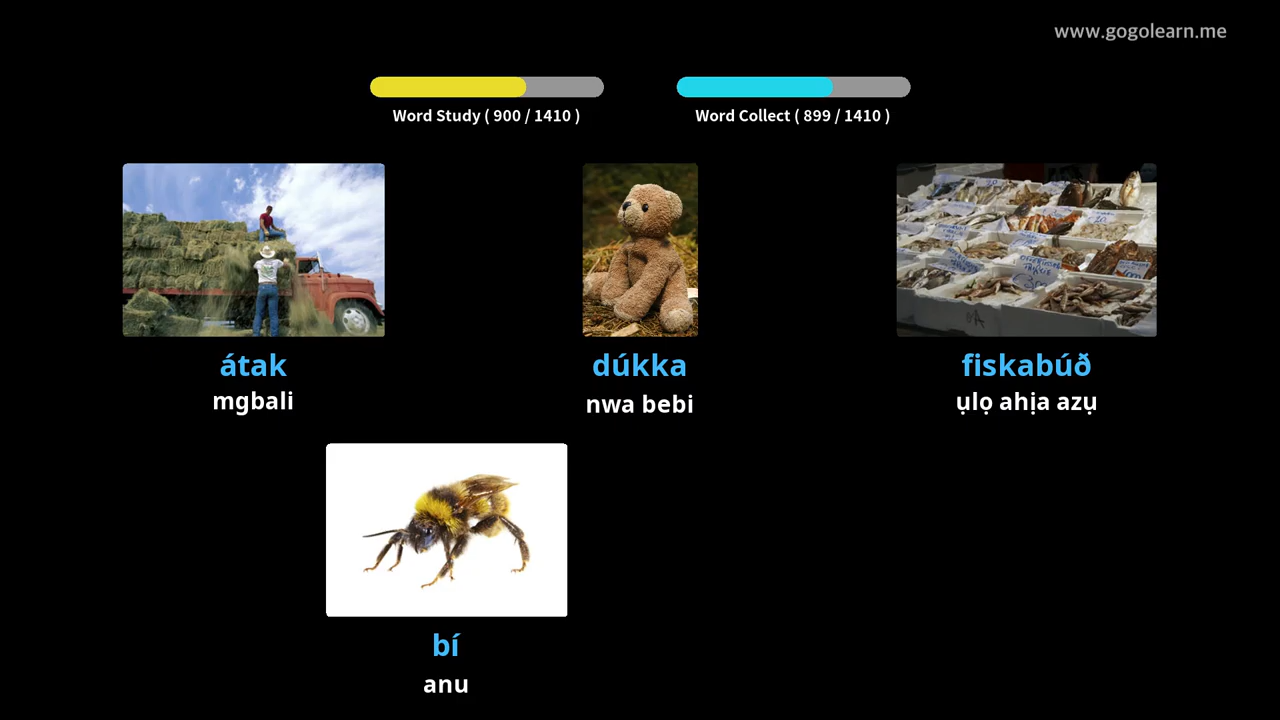 www.gogolearn.me
Word Study ( 900 / 1410 )
Word Collect ( 899 / 1410 )
átak
mgbali
dúkka
nwa bebi
fiskabúð
ụlọ ahịa azụ
bí
anu